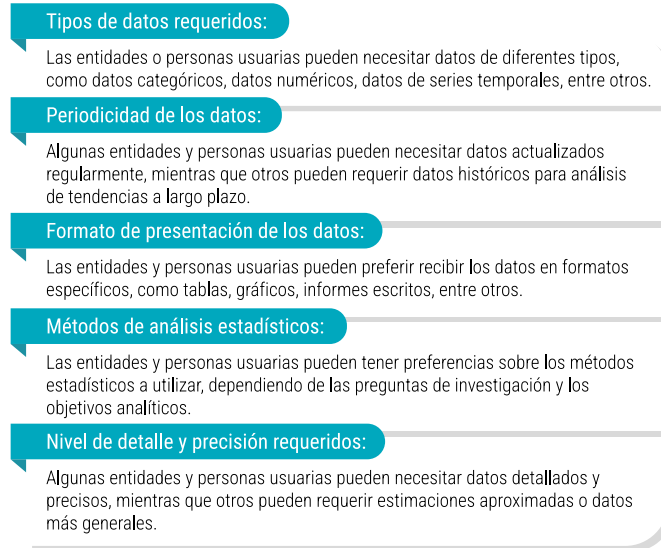 Tipos de datos requeridos:
Las entidades o personas usuarias pueden necesitar datos de diferentes tipos,
como datos categóricos, datos numéricos, datos de series temporales, entre otros.
Periodicidad de los datos:
Algunas entidades y personas usuarias pueden necesitar datos actualizados
regularmente, mientras que otros pueden requerir datos históricos para análisis
de tendencias a largo plazo.
Formato de presentación de los datos:
Las entidades y personas usuarias pueden preferir recibir los datos en formatos
específicos, como tablas, gráficos, informes escritos, entre otros.
Métodos de análisis estadísticos:
Las entidades y personas usuarias pueden tener preferencias sobre los métodos
estadísticos a utilizar, dependiendo de las preguntas de investigación y los
objetivos analíticos.
Nivel de detalle y precisión requeridos:
Algunas entidades y personas usuarias pueden necesitar datos detallados y
precisos, mientras que otros pueden requerir estimaciones aproximadas o datos
más generales.